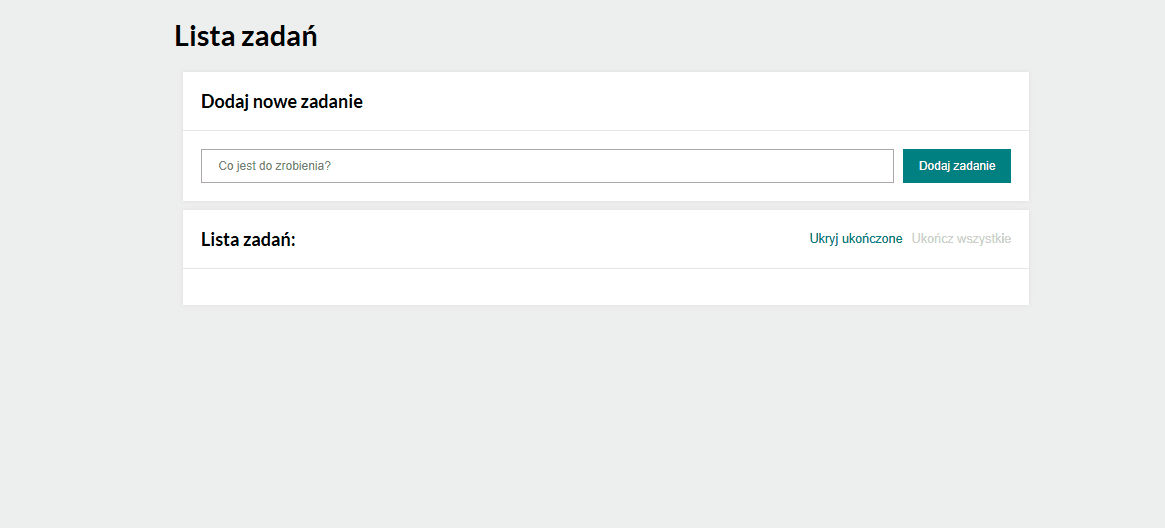 Lista zadań
Dodaj nowe zadanie
Co jest do zrobienia?
Dodaj zadanie
Lista zadań:
Ukryj ukończone
Ukończ wszystkie